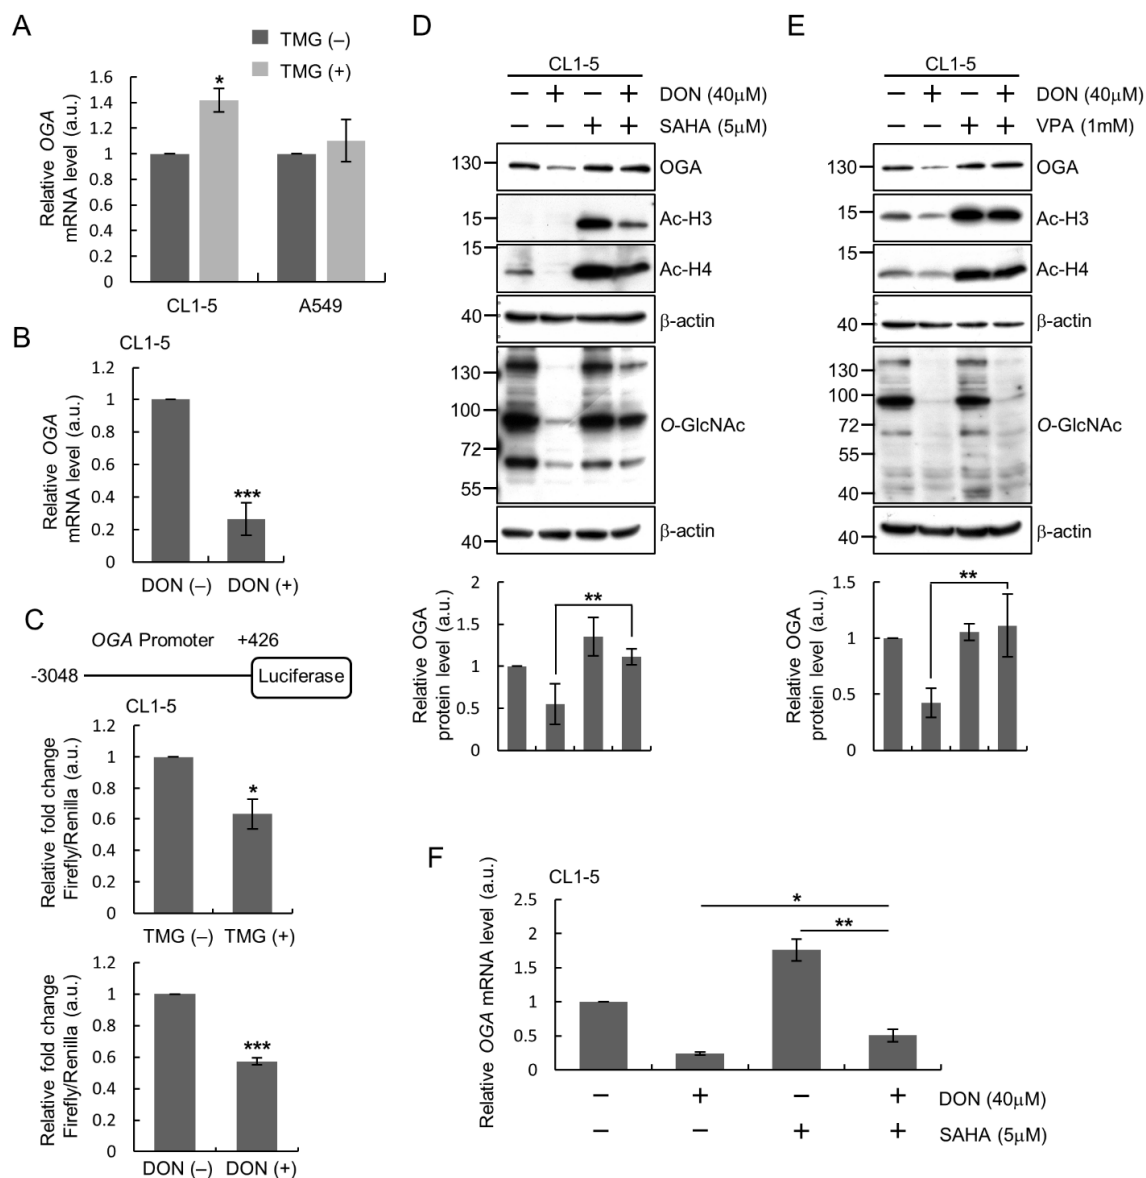 A
TMG (–)
TMG (+)
Relative OGA
mRNA level (a.u.)
1.6
1.4
1.2
1
0.8
0.6
0.4
0.2
0
*
CL1-5
A549
B
CL1-5
Relative OGA
mRNA level (a.u.)
1.2
1
0.8
0.6
0.4
0.2
0
***
DON (–)
DON (+)
C
OGA Promoter
+426
-3048
Luciferase
CL1-5
Relative fold change
Firefly/Renilla (a.u.)
1.2
1
0.8
0.6
0.4
0.2
0
*
TMG (–)
TMG (+)
Relative fold change
Firefly/Renilla (a.u.)
1.2
1
0.8
0.6
0.4
0.2
0
***
DON (–)
DON (+)
D
CL1-5
– + – + DON (40μM)
– – + + SAHA (5μM)
130
OGA
15
Ac-H3
15
Ac-H4
40
β-actin
130
100
72
55
O-GlcNAc
40
β-actin
Relative OGA
protein level (a.u.)
2
1.5
1
0.5
0
**
E
CL1-5
– + – + DON (40μM)
– – + + VPA (1mM)
130
OGA
15
Ac-H3
15
Ac-H4
40
β-actin
130
100
72
55
40
O-GlcNAc
40
β-actin
Relative OGA
protein level (a.u.)
1.5
1
0.5
0
**
F
CL1-5
Relative OGA mRNA level (a.u.)
2.5
2
1.5
1
0.5
0
*
**
– + – + DON (40μM)
– – + + SAHA (5μM)